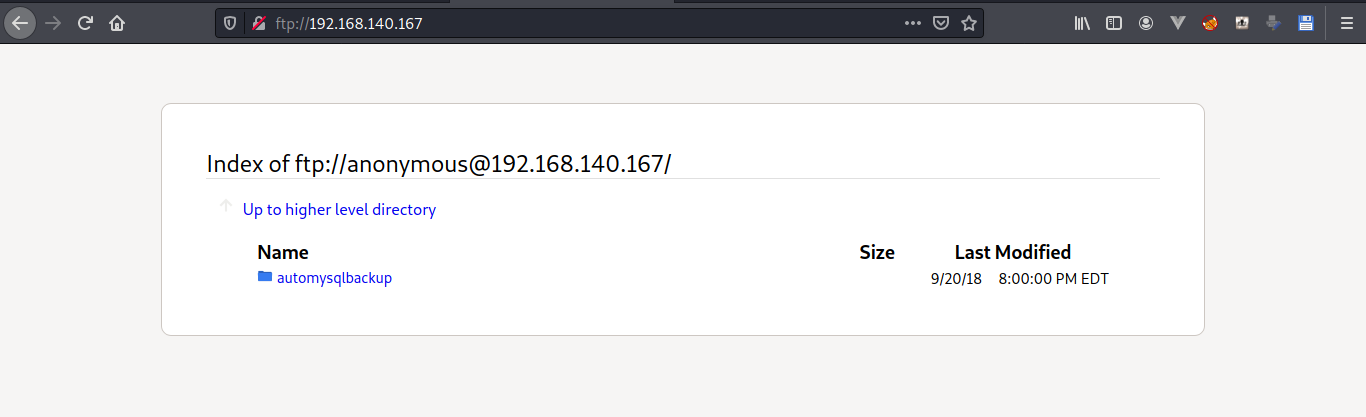 ftp://192.168.140.167
Index of ftp://anonymous@192.168.140.167/
Up to higher level directory
Name Size Last Modified
automysqlbackup 9/20/18 8:00:00 PM EDT